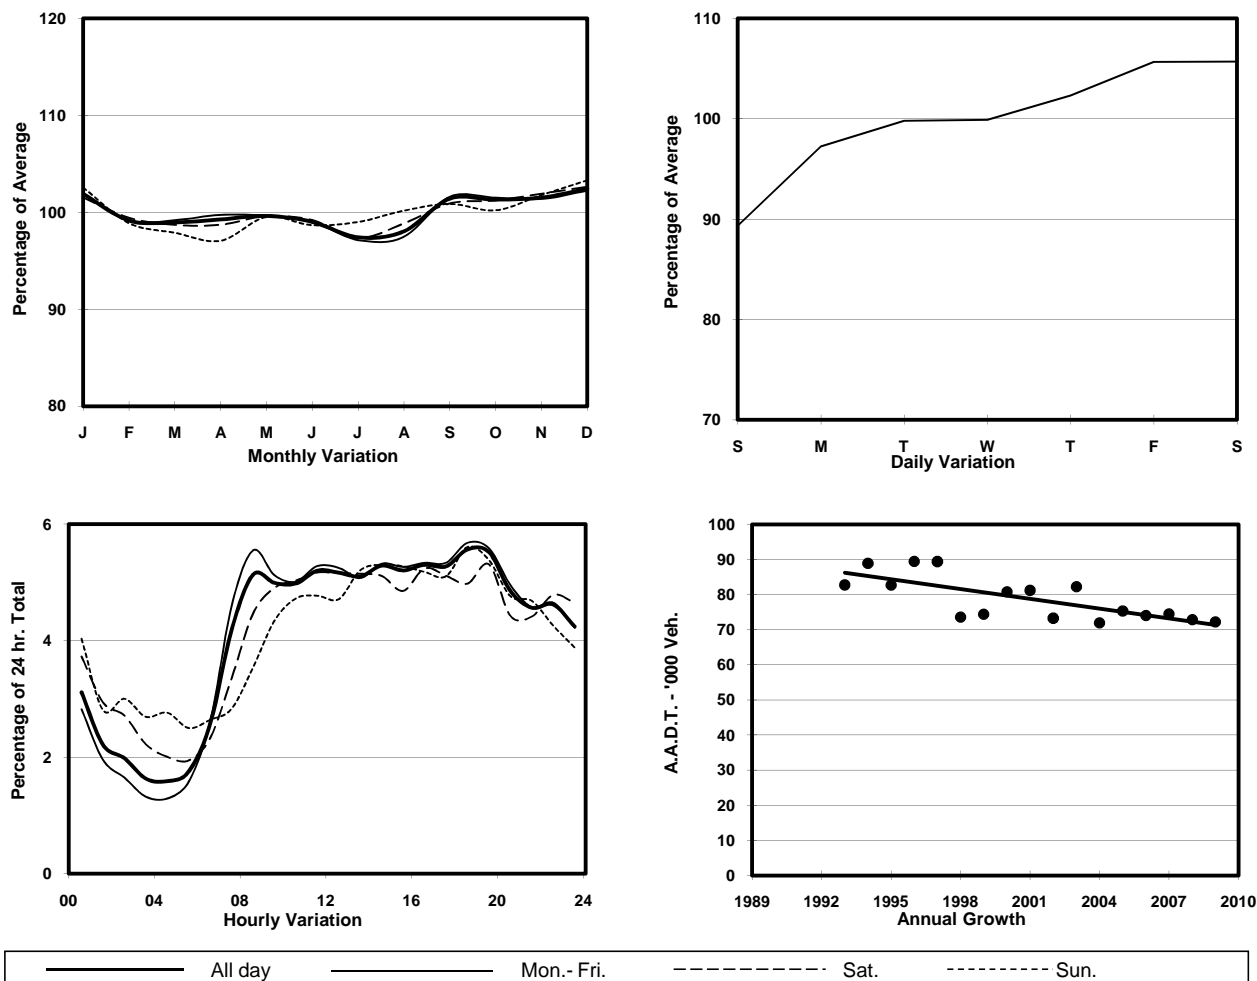 120
110
100
90
80
Percentage of Average
J F M A M J J A S O N D
Monthly Variation
110
100
90
80
70
Percentage of Average
S M T W T F S
Daily Variation
6
4
2
0
Percentage of 24 hr. Total
00 04 08 12 16 20 24
Hourly Variation
100
90
80
70
60
50
40
30
20
10
0
A.A.D.T. - '000 Veh.
1989 1992 1995 1998 2001 2004 2007 2010
Annual Growth
All day Mon.- Fri. Sat. Sun.